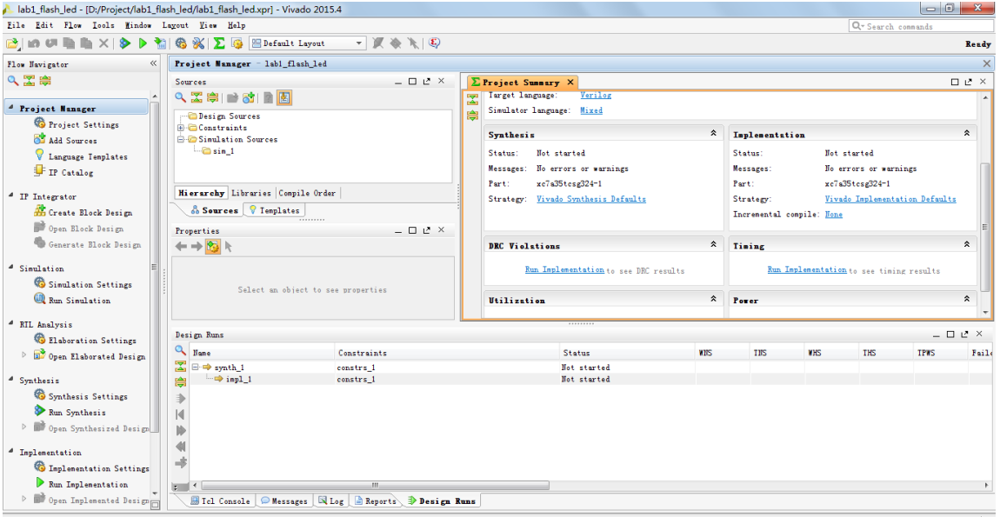 lab1_flash_led - [D:/Project/lab1_flash_led/lab1_flash_led.xpr] - Vivado 2015.4
File Edit Flow Tools Window Layout View Help
Search commands
Default Layout
Ready
Flow Navigator
Project Manager
Project Settings
Add Sources
Language Templates
IP Catalog
IP Integrator
Create Block Design
Open Block Design
Generate Block Design
Simulation
Simulation Settings
Run Simulation
RTL Analysis
Elaboration Settings
Open Elaborated Design
Synthesis
Synthesis Settings
Run Synthesis
Open Synthesized Design
Implementation
Implementation Settings
Run Implementation
Open Implemented Design
Project Manager - lab1_flash_led
Sources
Design Sources
Constraints
Simulation Sources
sim_1
Hierarchy Libraries Compile Order
Sources Templates
Properties
Select an object to see properties
Project Summary
Target language: Verilog
Simulator language: Mixed
Synthesis
Status: Not started
Messages: No errors or warnings
Part: xc7a35tcsg324-1
Strategy: Vivado Synthesis Defaults
Implementation
Status: Not started
Messages: No errors or warnings
Part: xc7a35tcsg324-1
Strategy: Vivado Implementation Defaults
Incremental compile: None
DRC Violations
Run Implementation to see DRC results
Timing
Run Implementation to see timing results
Utilization
Power
Design Runs
Name Constraints Status WNS TNS WHS THS TPWS Faile
synth_1 constrs_1 Not started
impl_1 constrs_1 Not started
Tcl Console Messages Log Reports Design Runs